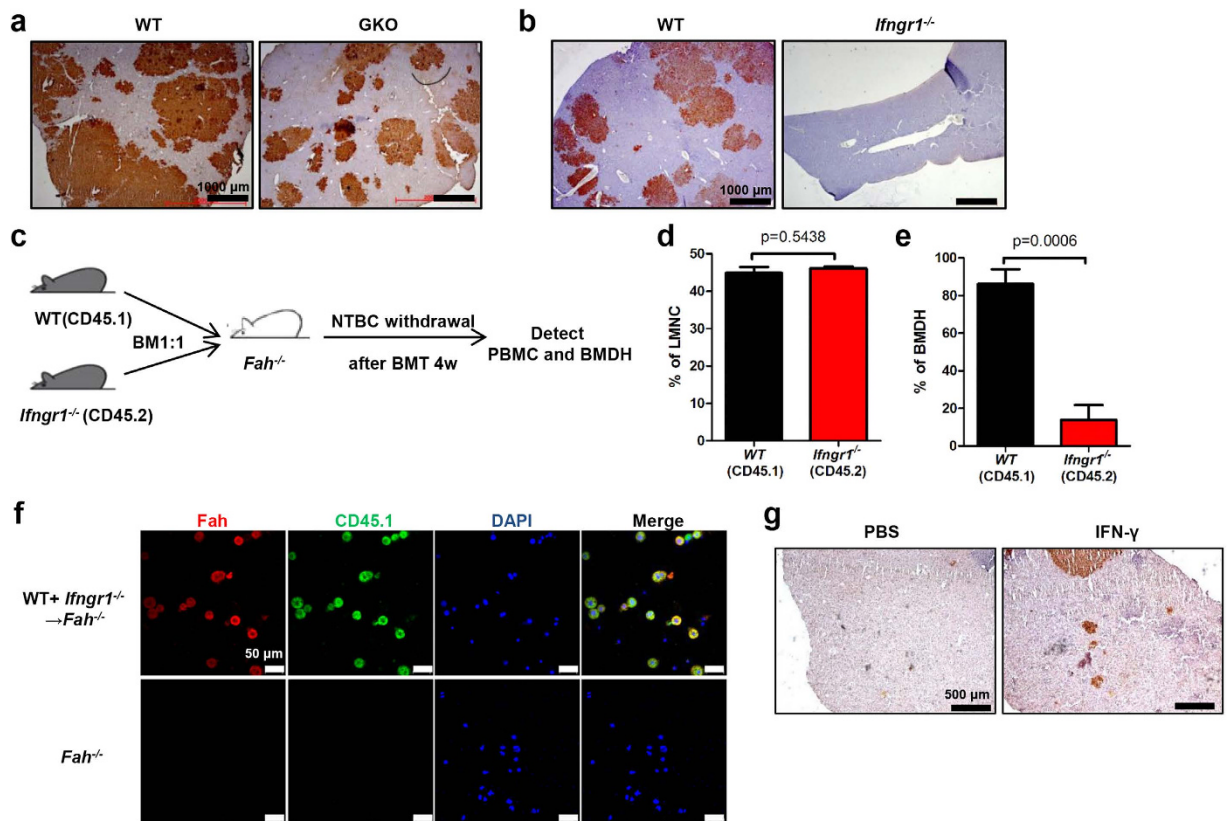 a
WT
GKO
1000 μm
b
WT
Ifngr1-/-
1000 μm
c
WT(CD45.1)
BM1:1
Ifngr1-/- (CD45.2)
Fah-/-
NTBC withdrawal
after BMT 4w
Detect
PBMC and BMDH
d
p=0.5438
% of LMNC
50
40
30
20
10
0
WT
(CD45.1)
Ifngr1-/-
(CD45.2)
e
p=0.0006
% of BMDH
100
80
60
40
20
0
WT
(CD45.1)
Ifngr1-/-
(CD45.2)
f
Fah
CD45.1
DAPI
Merge
WT+ Ifngr1-/-
→Fah-/-
50 μm
Fah-/-
g
PBS
IFN-γ
500 μm